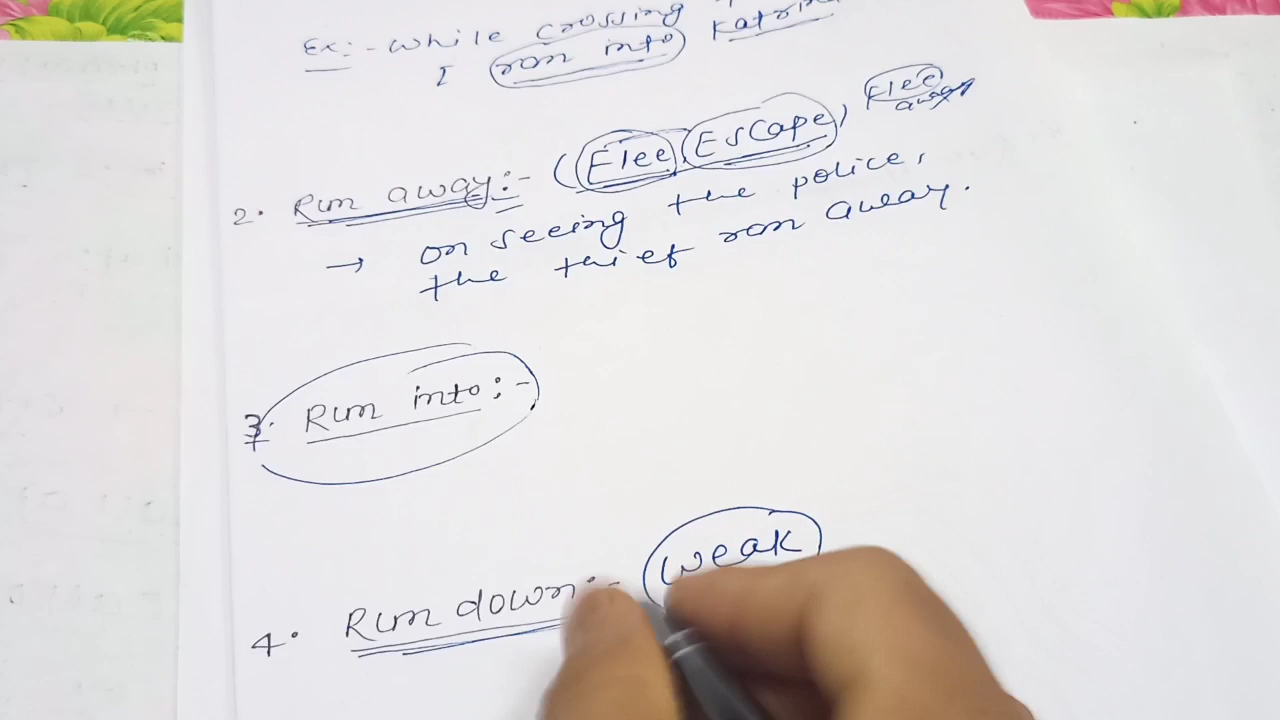 Ex:- while crossing
I ran into Katrina
2. Run away:- (Flee, Escape) Flee away
→ on seeing the police,
the thief ran away.
3. Run into:-
4. Run down:- (weak